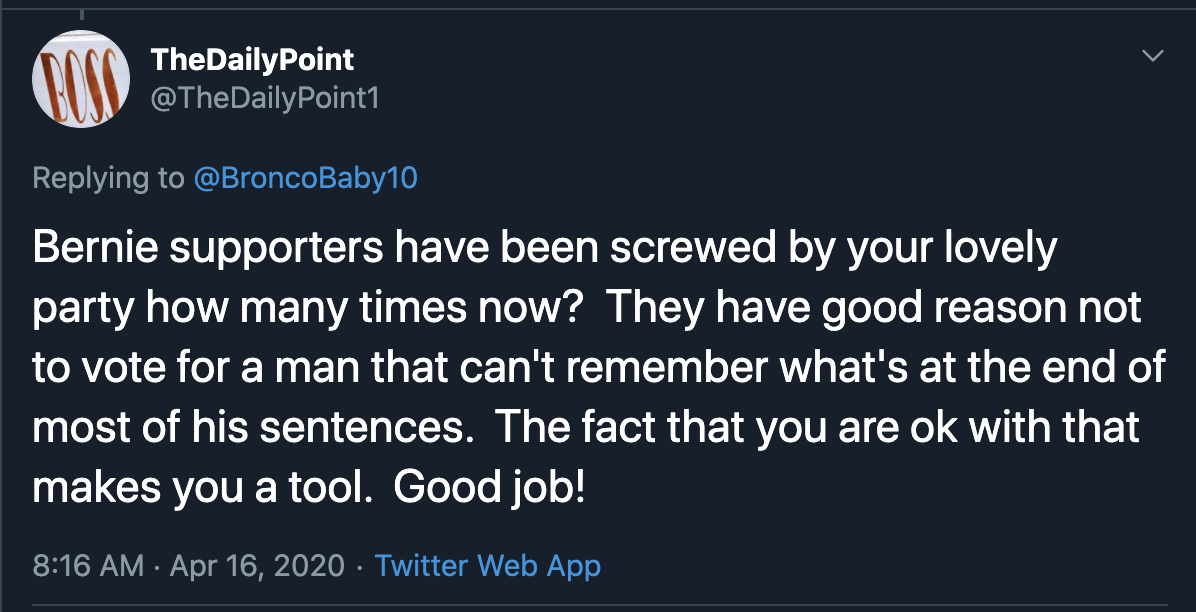 BOSS
TheDailyPoint
@TheDailyPoint1
Replying to @BroncoBaby10
Bernie supporters have been screwed by your lovely
party how many times now?  They have good reason not
to vote for a man that can't remember what's at the end of
most of his sentences.  The fact that you are ok with that
makes you a tool.  Good job!
8:16 AM · Apr 16, 2020 · Twitter Web App